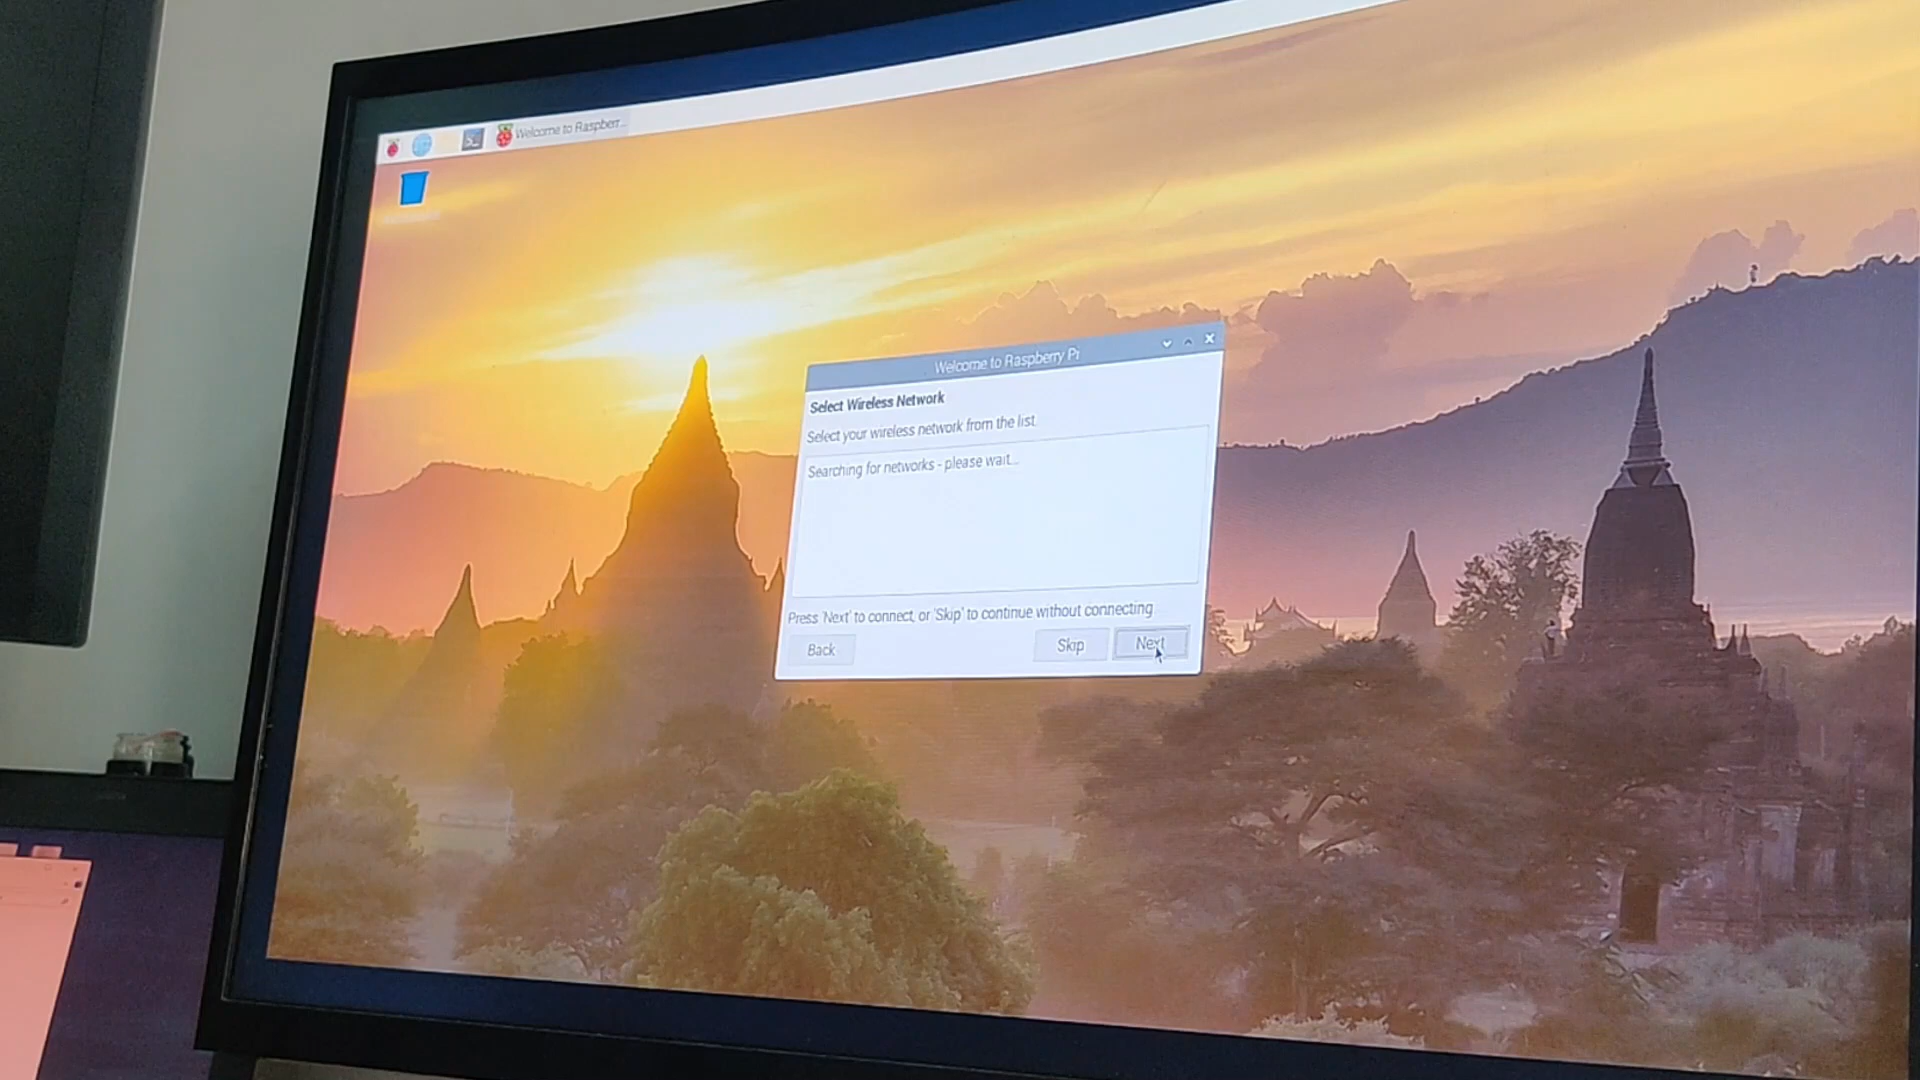 Welcome to Raspberr...
Welcome to Raspberry Pi
Select Wireless Network
Select your wireless network from the list.
Searching for networks - please wait...
Press 'Next' to connect, or 'Skip' to continue without connecting
Back
Skip
Next